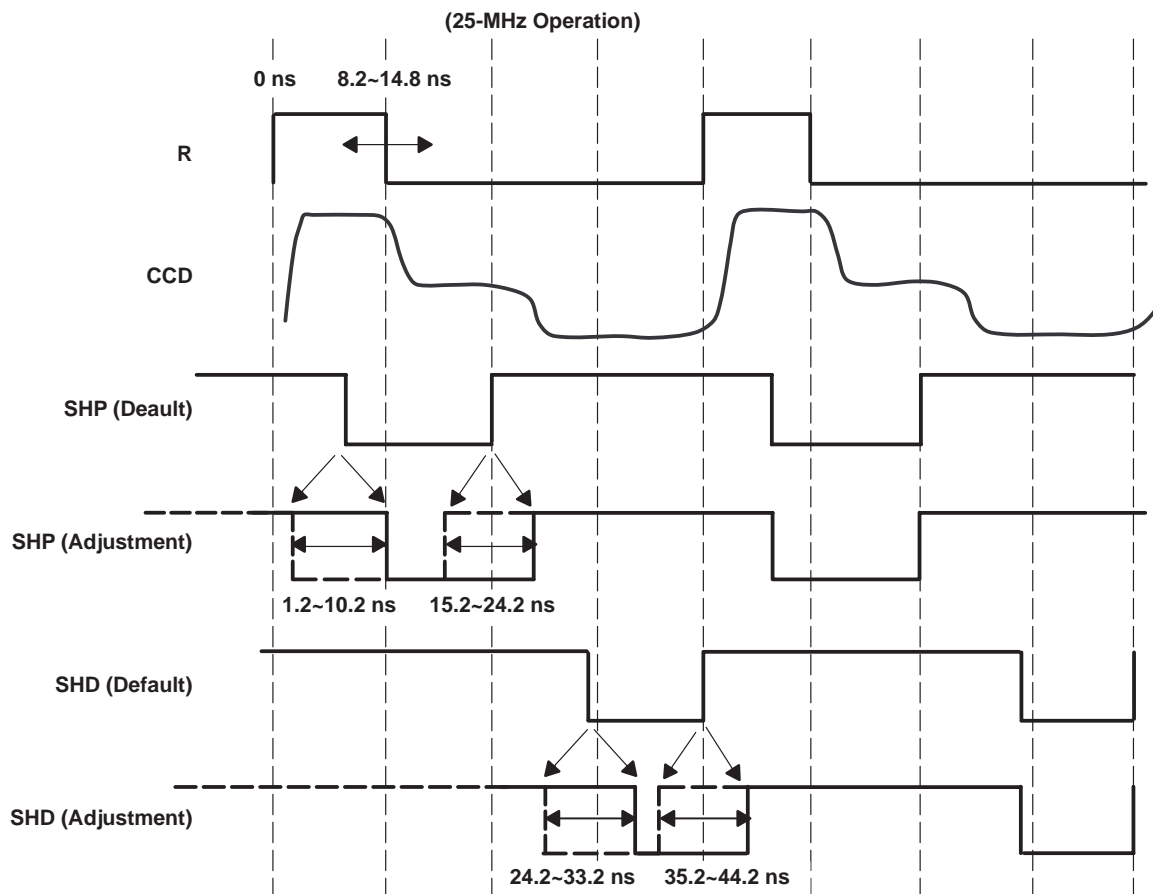 (25-MHz Operation)
0 ns
8.2~14.8 ns
R
CCD
SHP (Deault)
SHP (Adjustment)
1.2~10.2 ns
15.2~24.2 ns
SHD (Default)
SHD (Adjustment)
24.2~33.2 ns
35.2~44.2 ns